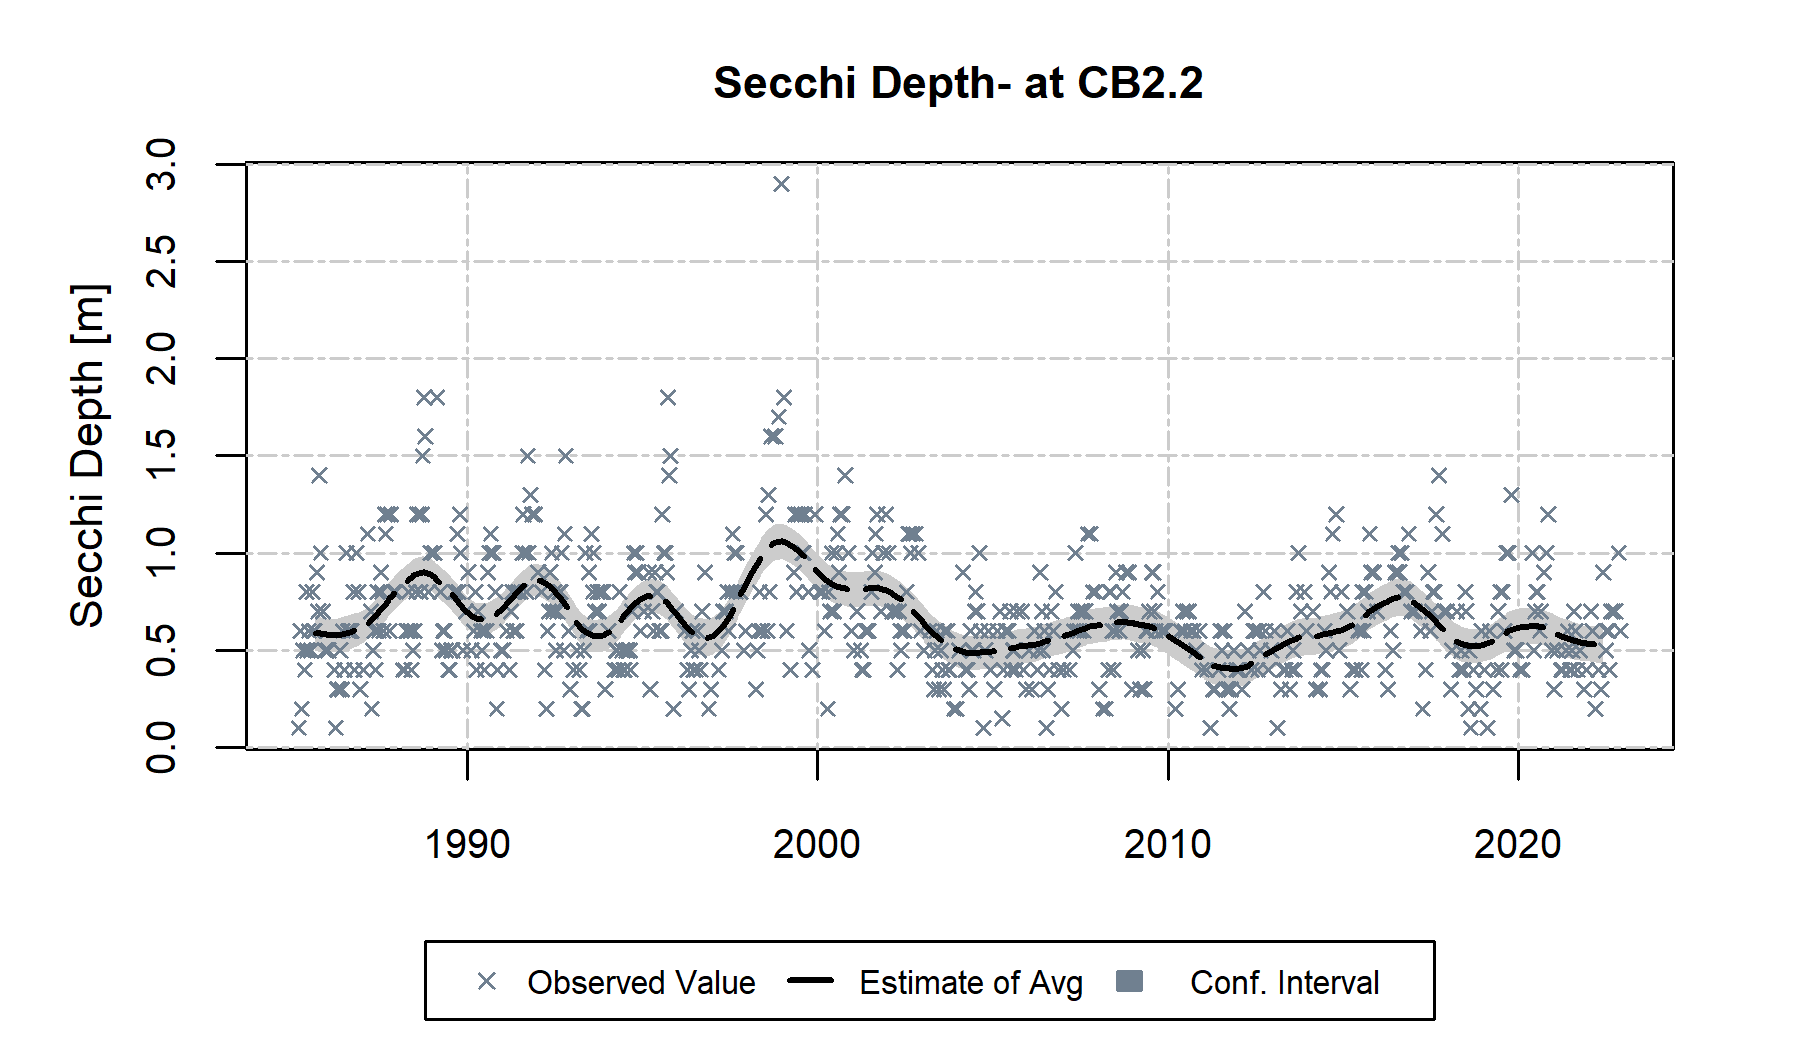 Secchi Depth- at CB2.2
Secchi Depth [m]
3.0
2.5
2.0
1.5
1.0
0.5
0.0
1990 2000 2010 2020
Observed Value Estimate of Avg Conf. Interval